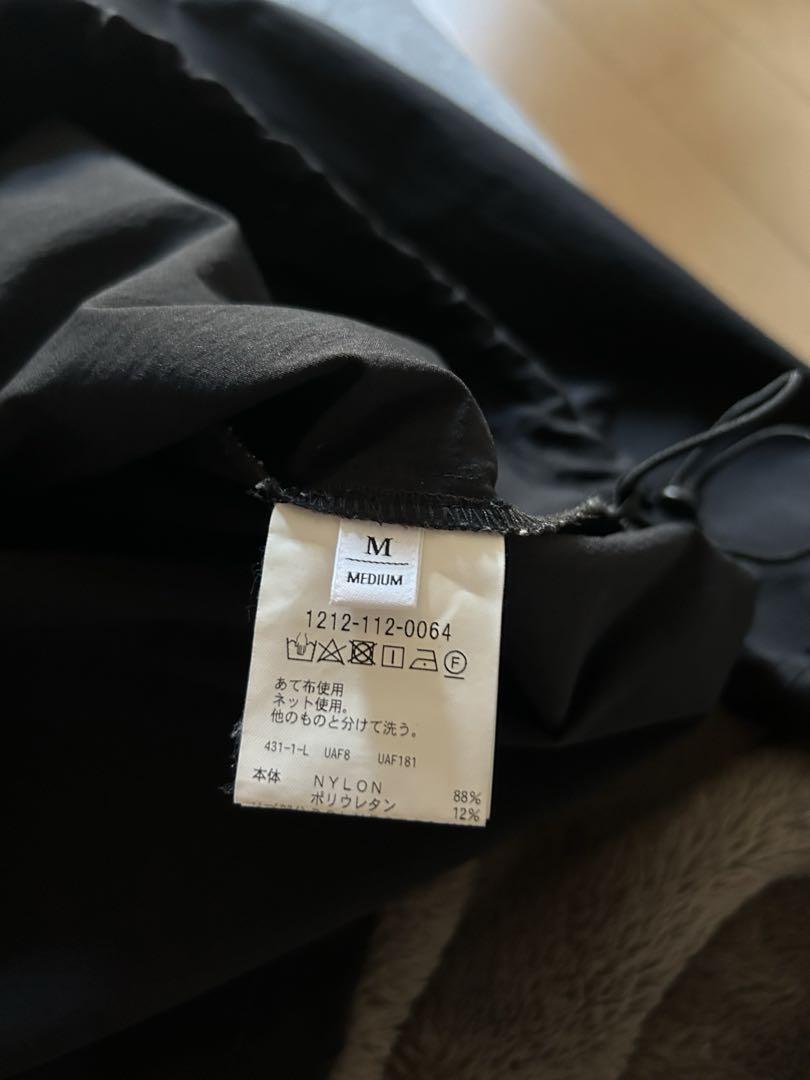 M
MEDIUM
1212-112-0064
F
あて布使用
ネット使用。
他のものと分けて洗う。
431-1-L UAF8 UAF181
本体 NYLON 88%
ポリウレタン 12%